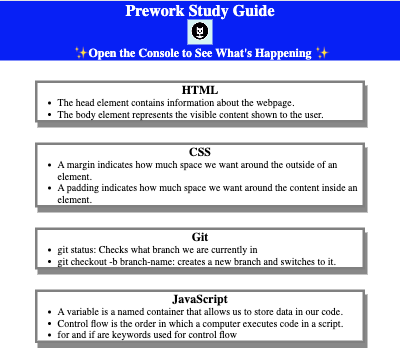 Prework Study Guide
✨Open the Console to See What's Happening ✨
HTML
• The head element contains information about the webpage.
• The body element represents the visible content shown to the user.
CSS
• A margin indicates how much space we want around the outside of an
element.
• A padding indicates how much space we want around the content inside an
element.
Git
• git status: Checks what branch we are currently in
• git checkout -b branch-name: creates a new branch and switches to it.
JavaScript
• A variable is a named container that allows us to store data in our code.
• Control flow is the order in which a computer executes code in a script.
• for and if are keywords used for control flow